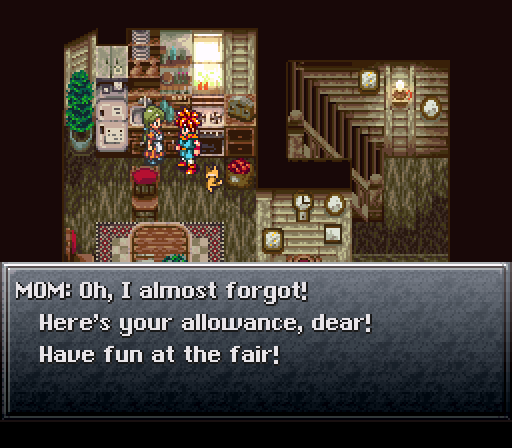 MOM: Oh, I almost forgot!
Here's your allowance, dear!
Have fun at the fair!